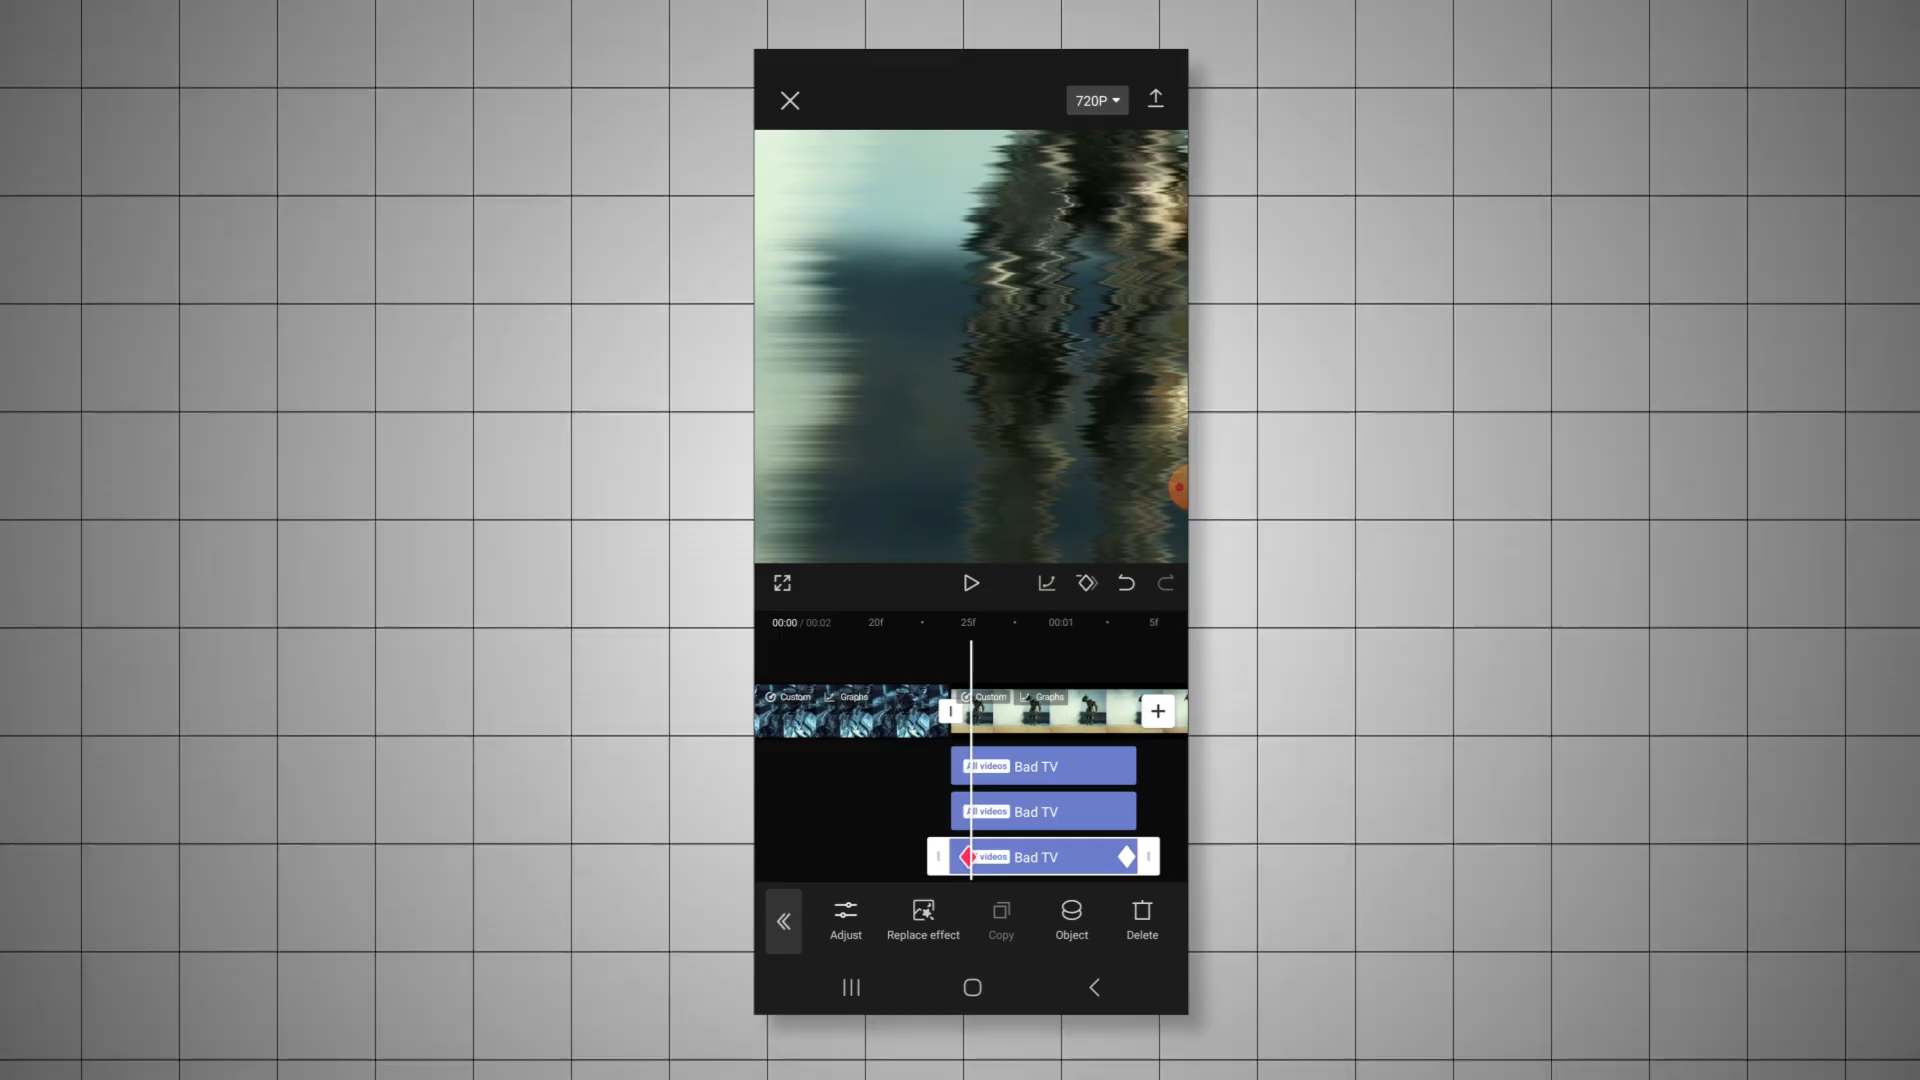 720P
00:00 / 00:02 20f 25f 00:01 5f
Custom Graphs Custom Graphs
All videos Bad TV
All videos Bad TV
videos Bad TV
Adjust Replace effect Copy Object Delete